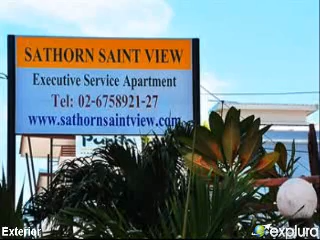 SATHORN SAINT VIEW
Executive Service Apartment
Tel: 02-6758921-27
www.sathornsaintview.com
Exterior
explura